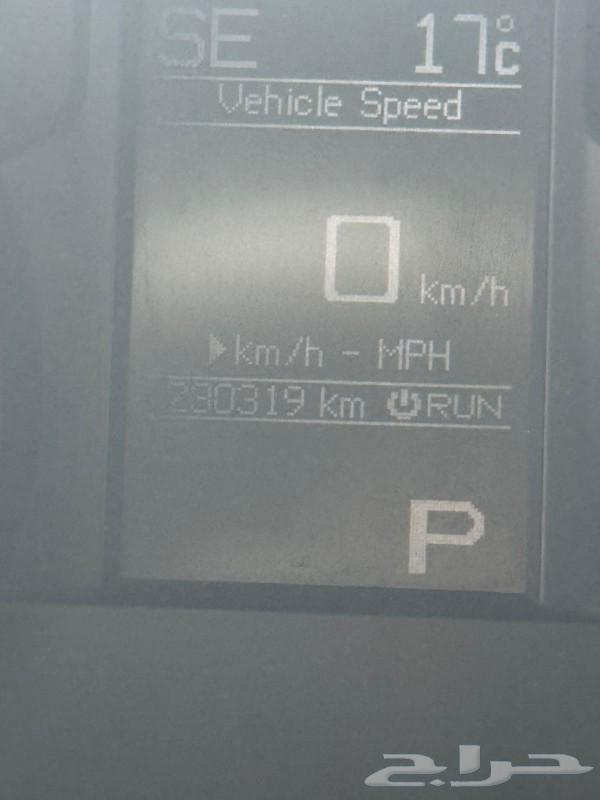 SE 17°C
Vehicle Speed
0 km/h
▶km/h - MPH
230319 km ⏻RUN
P
حراج